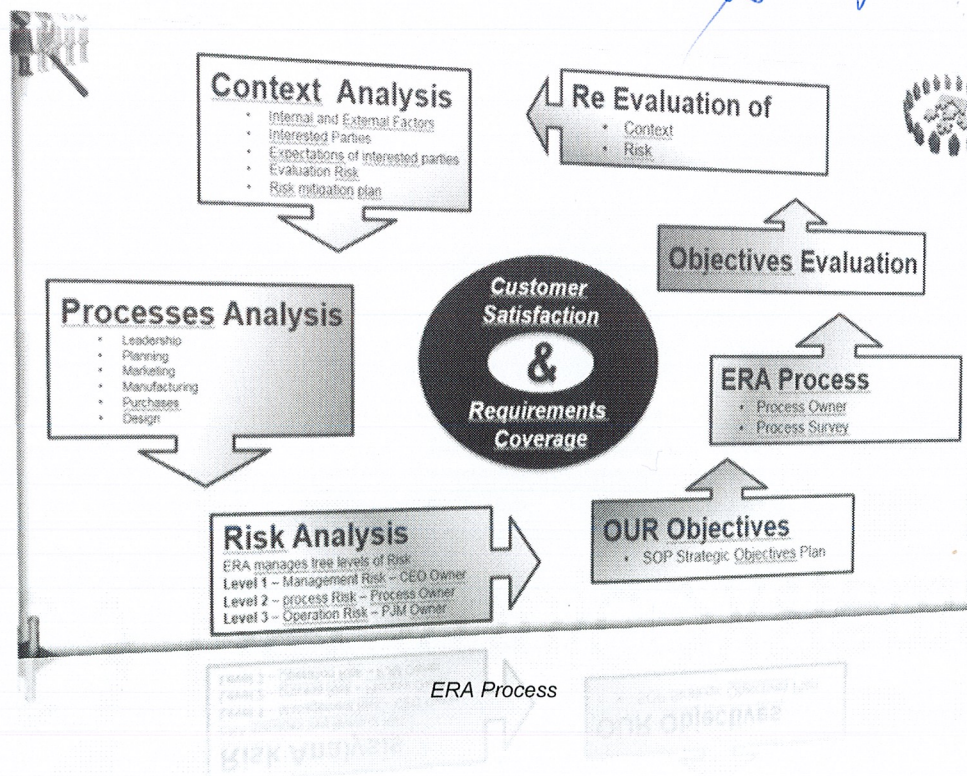 Context Analysis
• Internal and External Factors
• Interested Parties
• Expectations of interested parties
• Evaluation Risk
• Risk mitigation plan
Processes Analysis
• Leadership
• Planning
• Marketing
• Manufacturing
• Purchases
• Design
Risk Analysis
ERA manages tree levels of Risk
Level 1 – Management Risk – CEO Owner
Level 2 – process Risk – Process Owner
Level 3 – Operation Risk – PJM Owner
OUR Objectives
• SOP Strategic Objectives Plan
ERA Process
• Process Owner
• Process Survey
Objectives Evaluation
Re Evaluation of
• Context
• Risk
Customer
Satisfaction
&
Requirements
Coverage
ERA Process